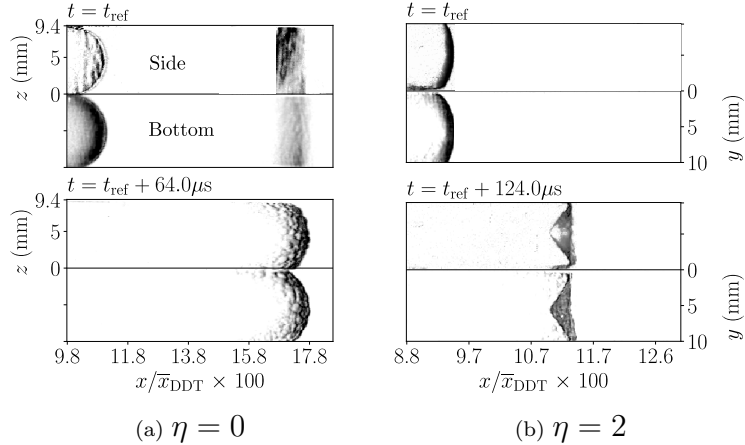 t = t_ref
t = t_ref
9.4
5
0
z (mm)
Side
Bottom
0
5
10
y (mm)
t = t_ref + 64.0μs
t = t_ref + 124.0μs
9.4
5
0
z (mm)
0
5
10
y (mm)
9.8 11.8 13.8 15.8 17.8
8.8 9.7 10.7 11.7 12.6
x/x̅_DDT × 100
x/x̅_DDT × 100
(a) η = 0
(b) η = 2